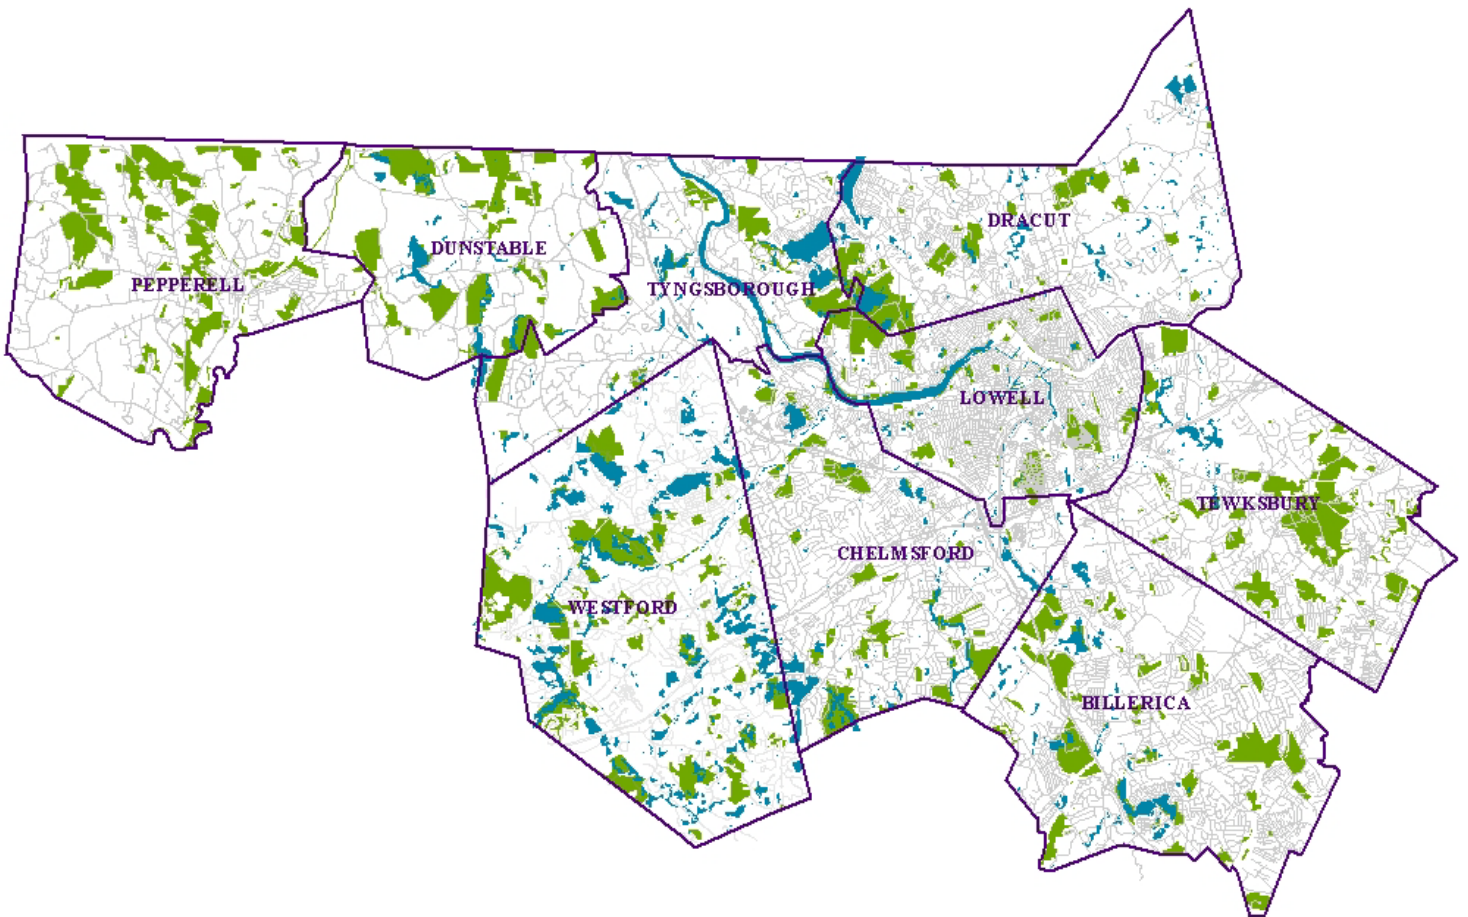 DRACUT
DUNSTABLE
PEPPERELL
TYNGSBOROUGH
LOWELL
TEWKSBURY
CHELMSFORD
WESTFORD
BILLERICA